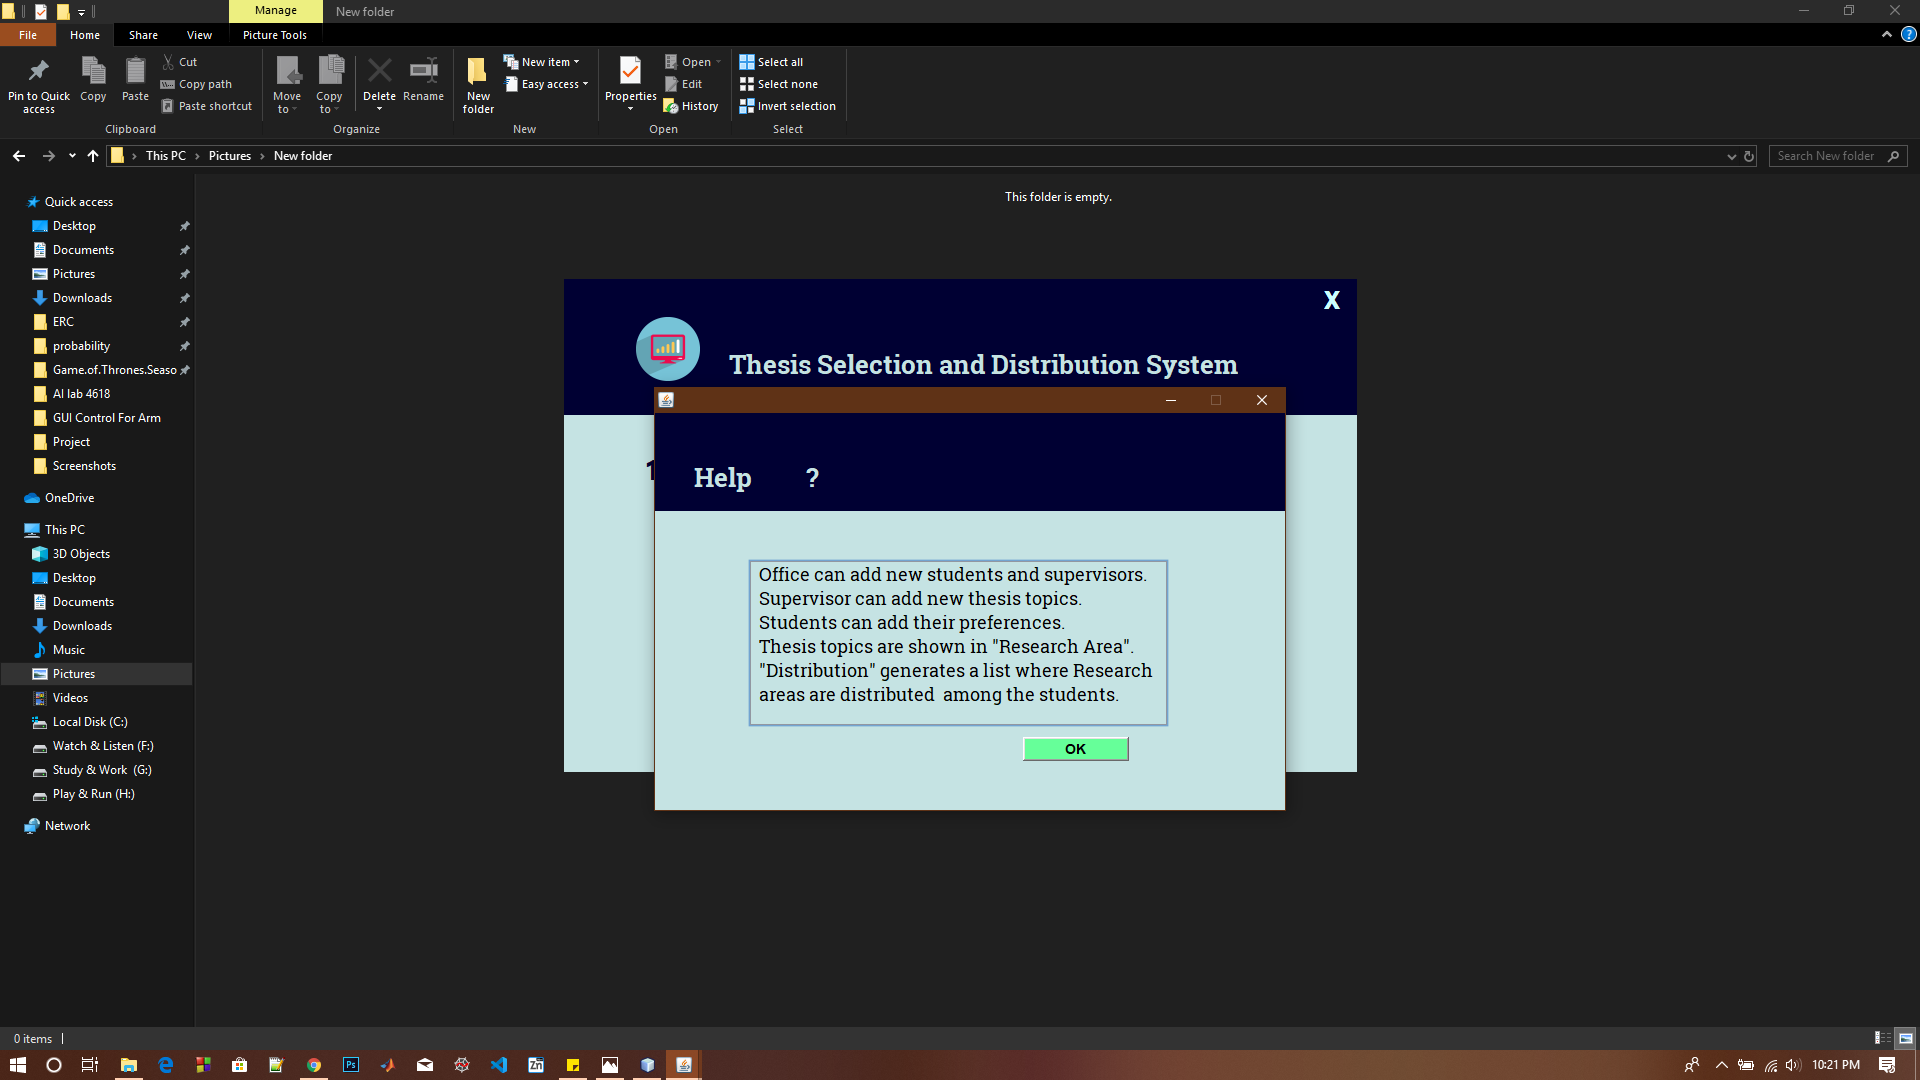 Manage
New folder
File
Home
Share
View
Picture Tools
Pin to Quick access
Copy
Paste
Cut
Copy path
Paste shortcut
Clipboard
Move to
Copy to
Delete
Rename
Organize
New folder
New item
Easy access
New
Properties
Open
Edit
History
Open
Select all
Select none
Invert selection
Select
This PC
Pictures
New folder
Search New folder
This folder is empty.
Quick access
Desktop
Documents
Pictures
Downloads
ERC
probability
Game.of.Thrones.Seaso
AI lab 4618
GUI Control For Arm
Project
Screenshots
OneDrive
This PC
3D Objects
Desktop
Documents
Downloads
Music
Pictures
Videos
Local Disk (C:)
Watch & Listen (F:)
Study & Work (G:)
Play & Run (H:)
Network
X
Thesis Selection and Distribution System
Help ?
Office can add new students and supervisors.
Supervisor can add new thesis topics.
Students can add their preferences.
Thesis topics are shown in "Research Area".
"Distribution" generates a list where Research
areas are distributed among the students.
OK
0 items
Ps
Zn
10:21 PM